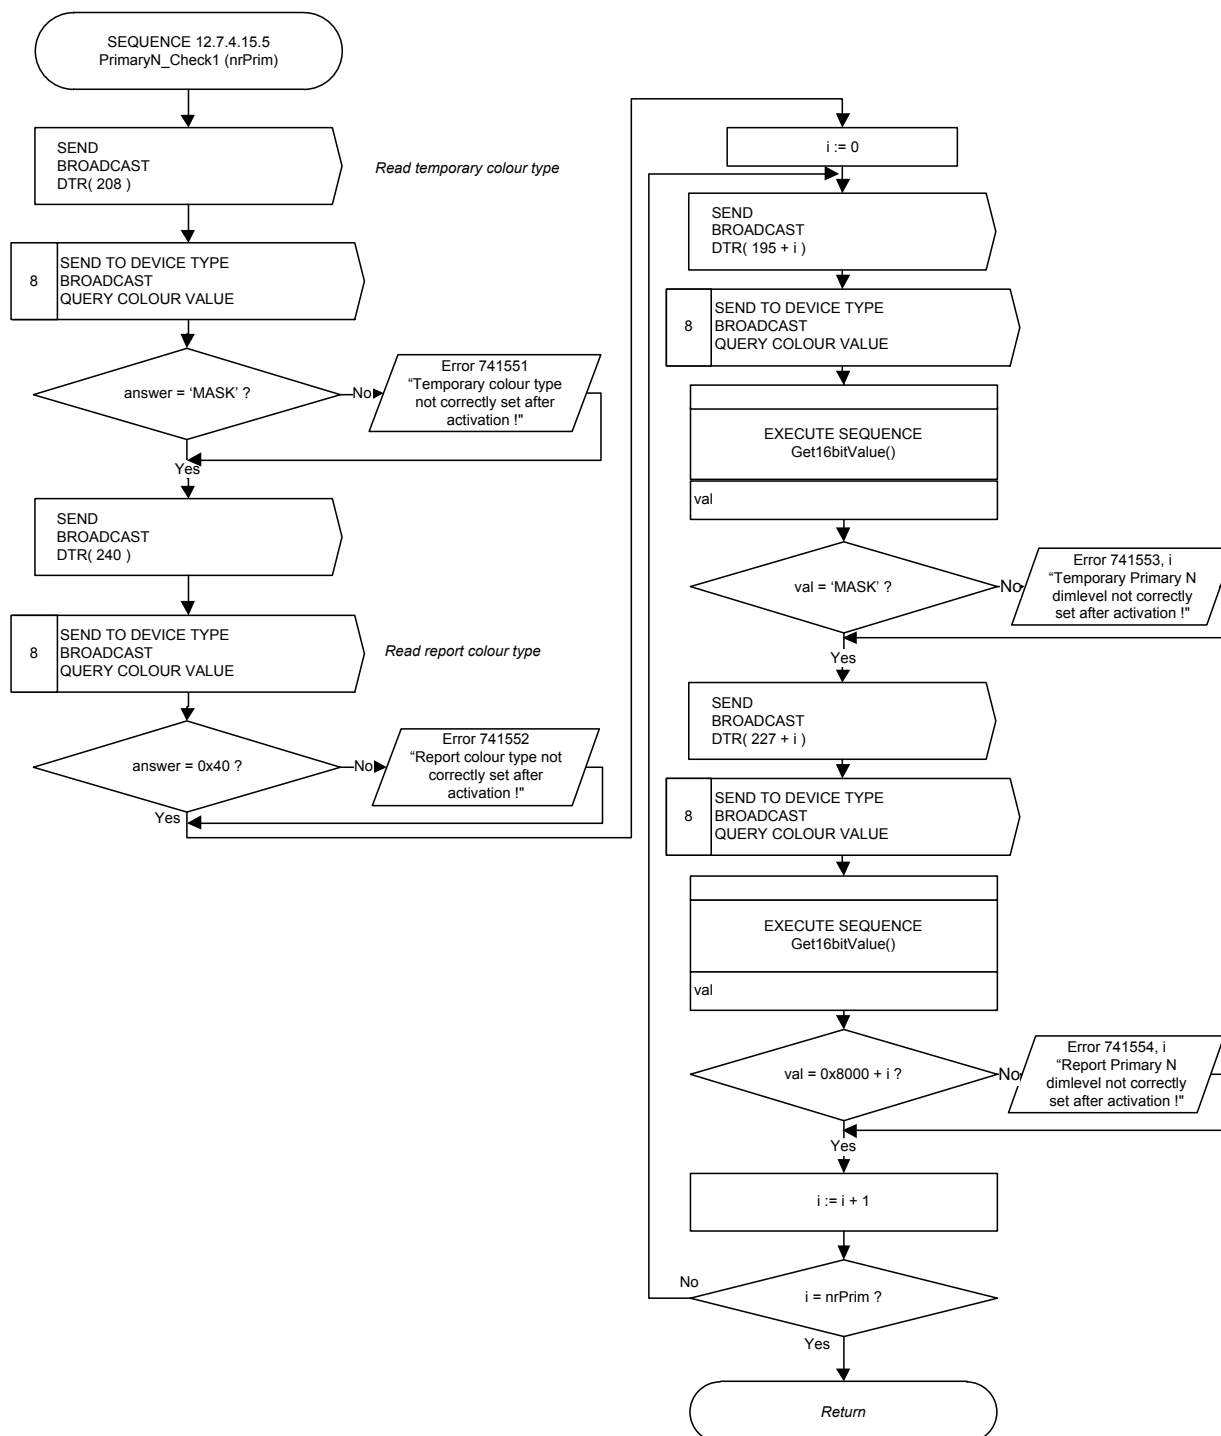 SEQUENCE 12.7.4.15.5
PrimaryN_Check1 (nrPrim)
SEND
BROADCAST
DTR( 208 )
Read temporary colour type
8
SEND TO DEVICE TYPE
BROADCAST
QUERY COLOUR VALUE
answer = ‘MASK’ ?
No
Error 741551
“Temporary colour type
not correctly set after
activation !"
Yes
SEND
BROADCAST
DTR( 240 )
8
SEND TO DEVICE TYPE
BROADCAST
QUERY COLOUR VALUE
Read report colour type
answer = 0x40 ?
No
Error 741552
“Report colour type not
correctly set after
activation !"
Yes
i := 0
SEND
BROADCAST
DTR( 195 + i )
8
SEND TO DEVICE TYPE
BROADCAST
QUERY COLOUR VALUE
EXECUTE SEQUENCE
Get16bitValue()
val
val = ‘MASK’ ?
No
Error 741553, i
“Temporary Primary N
dimlevel not correctly
set after activation !"
Yes
SEND
BROADCAST
DTR( 227 + i )
8
SEND TO DEVICE TYPE
BROADCAST
QUERY COLOUR VALUE
EXECUTE SEQUENCE
Get16bitValue()
val
val = 0x8000 + i ?
No
Error 741554, i
“Report Primary N
dimlevel not correctly
set after activation !"
Yes
i := i + 1
No
i = nrPrim ?
Yes
Return